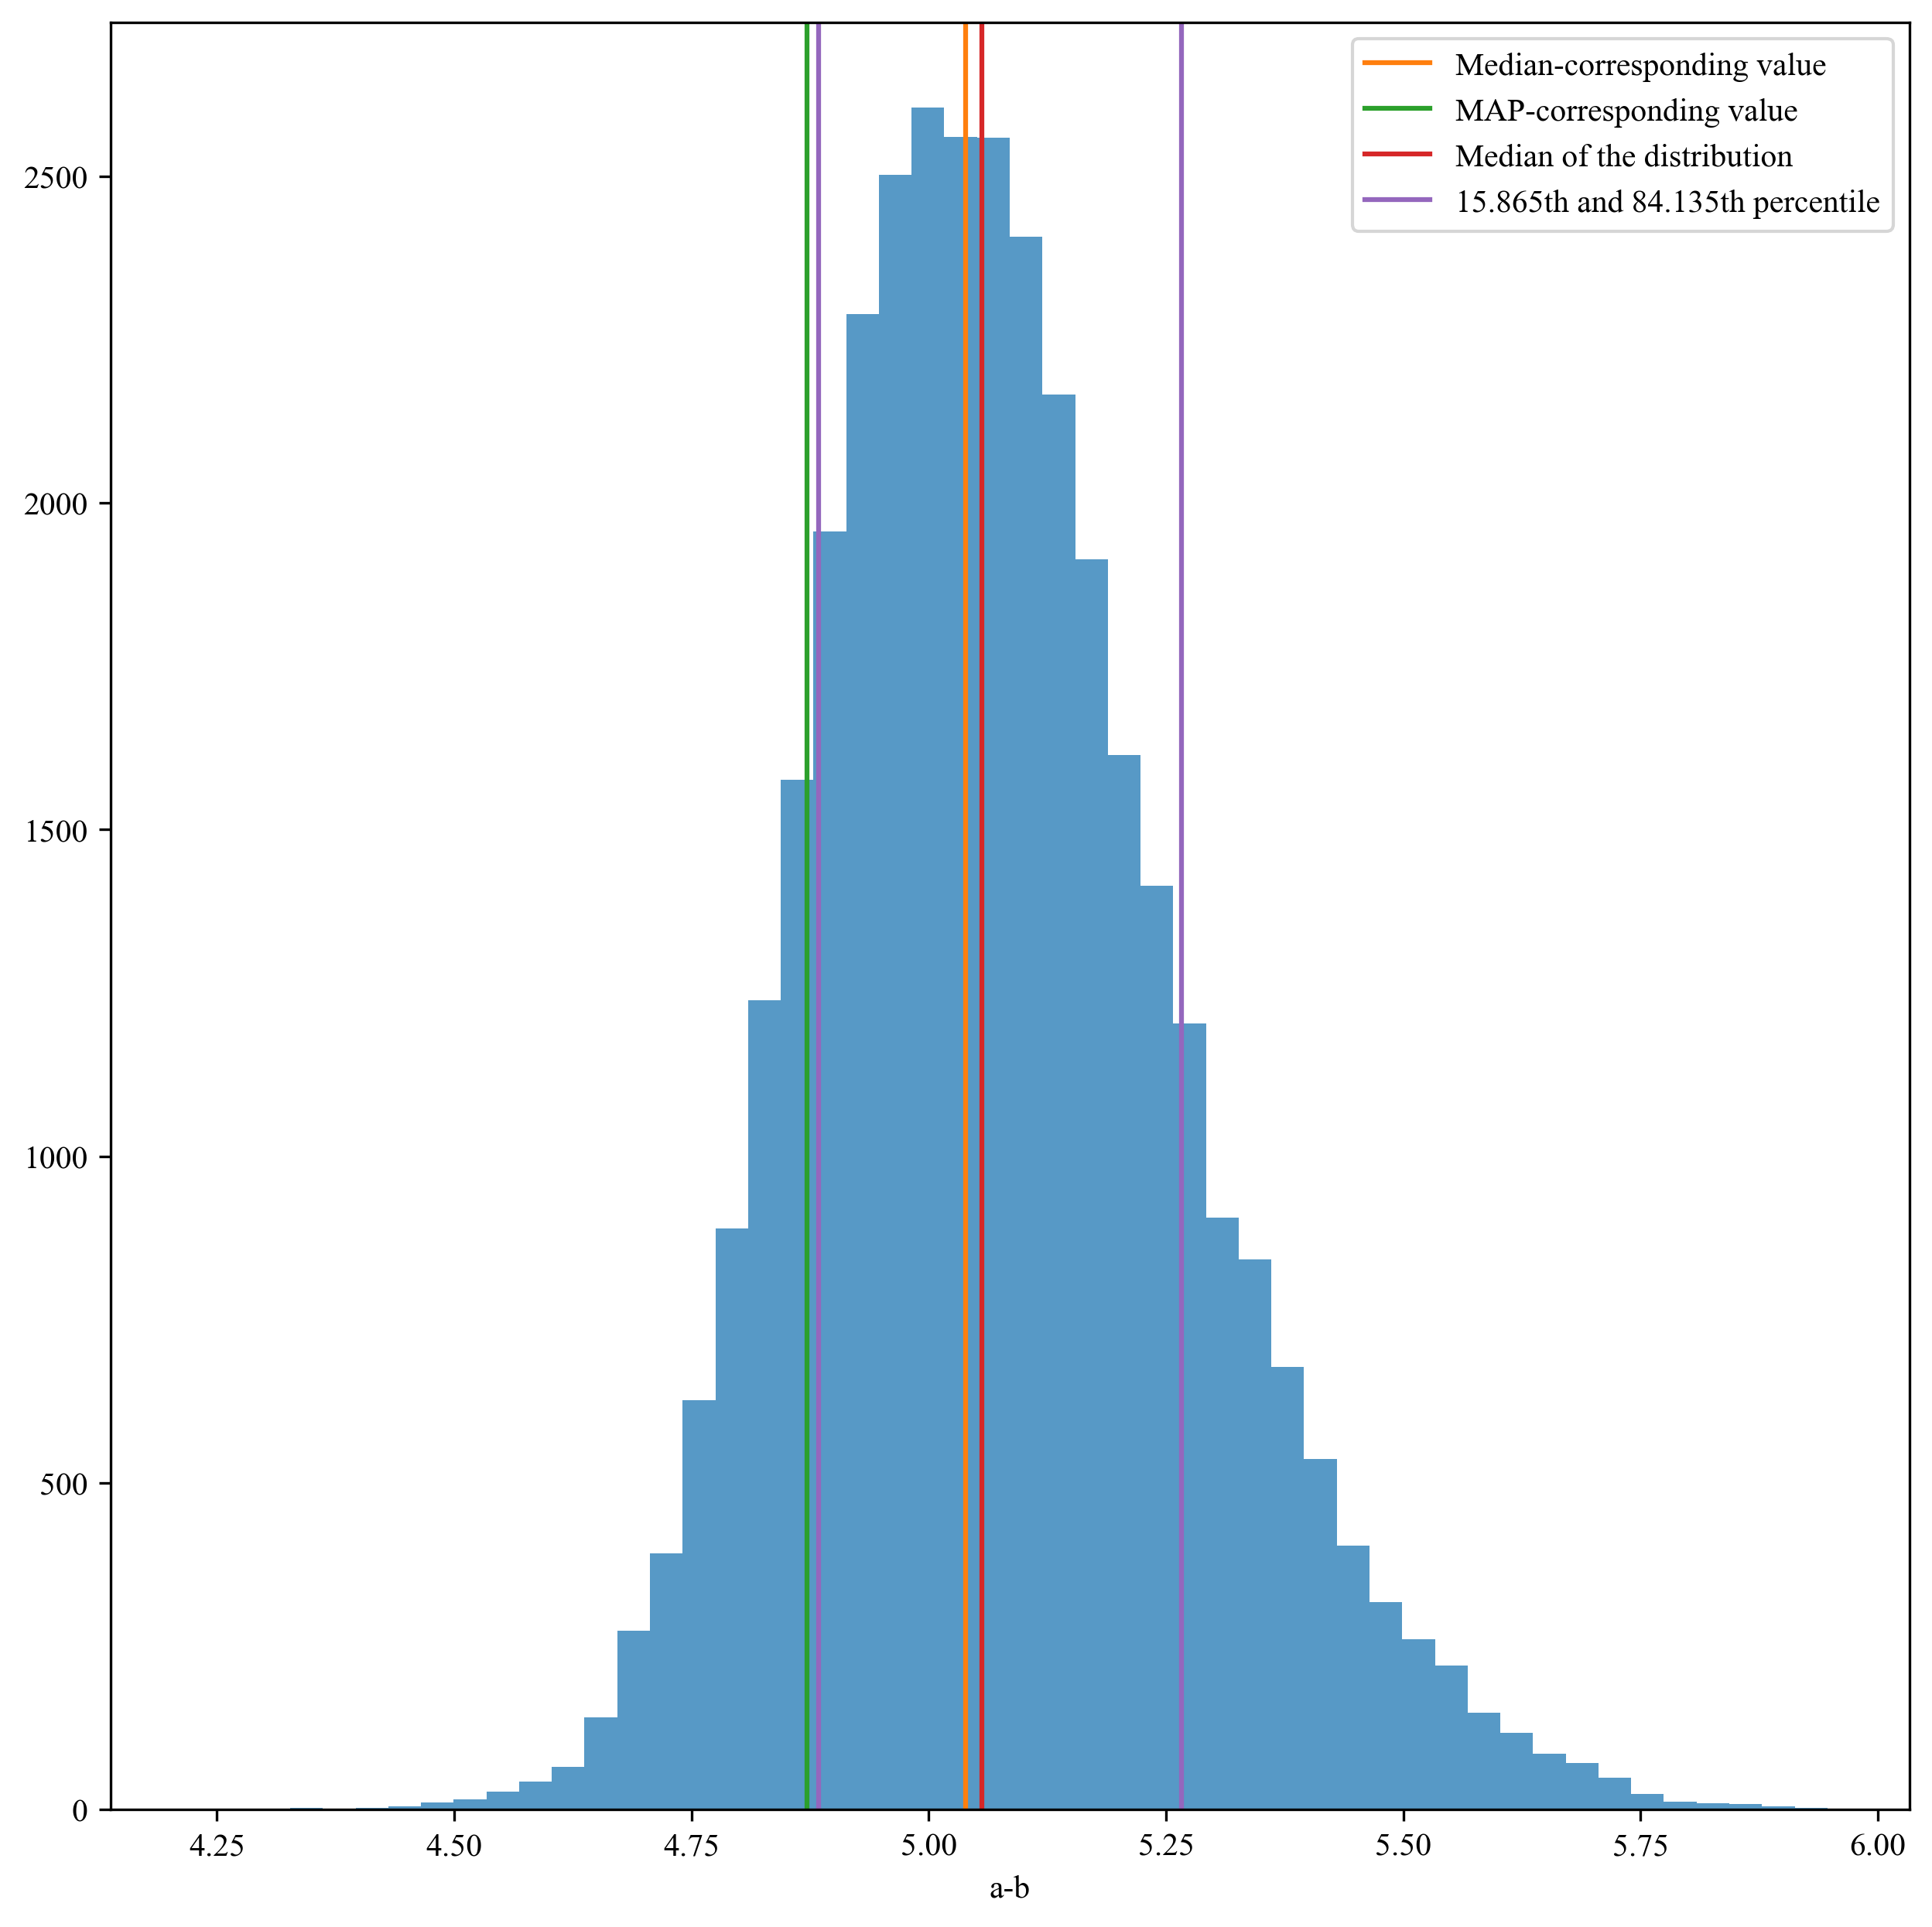 Median-corresponding value
MAP-corresponding value
Median of the distribution
15.865th and 84.135th percentile
2500
2000
1500
1000
500
0
4.25 4.50 4.75 5.00 5.25 5.50 5.75 6.00
a-b